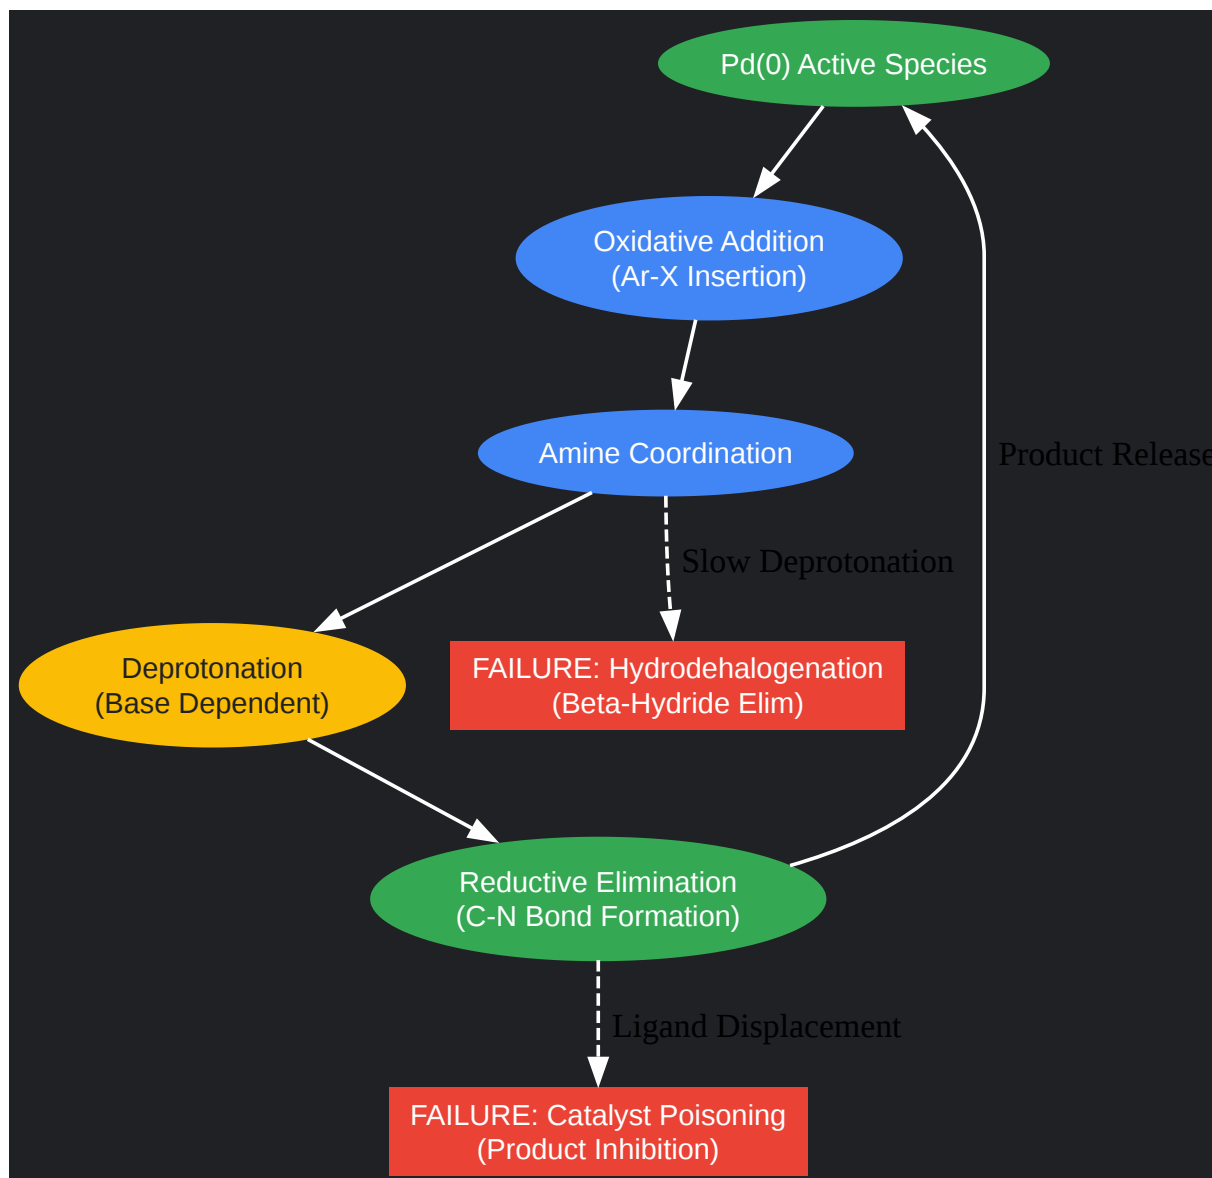 Pd(0) Active Species
Oxidative Addition
(Ar-X Insertion)
Amine Coordination
Product Release
Slow Deprotonation
Deprotonation
(Base Dependent)
FAILURE: Hydrodehalogenation
(Beta-Hydride Elim)
Reductive Elimination
(C-N Bond Formation)
Ligand Displacement
FAILURE: Catalyst Poisoning
(Product Inhibition)